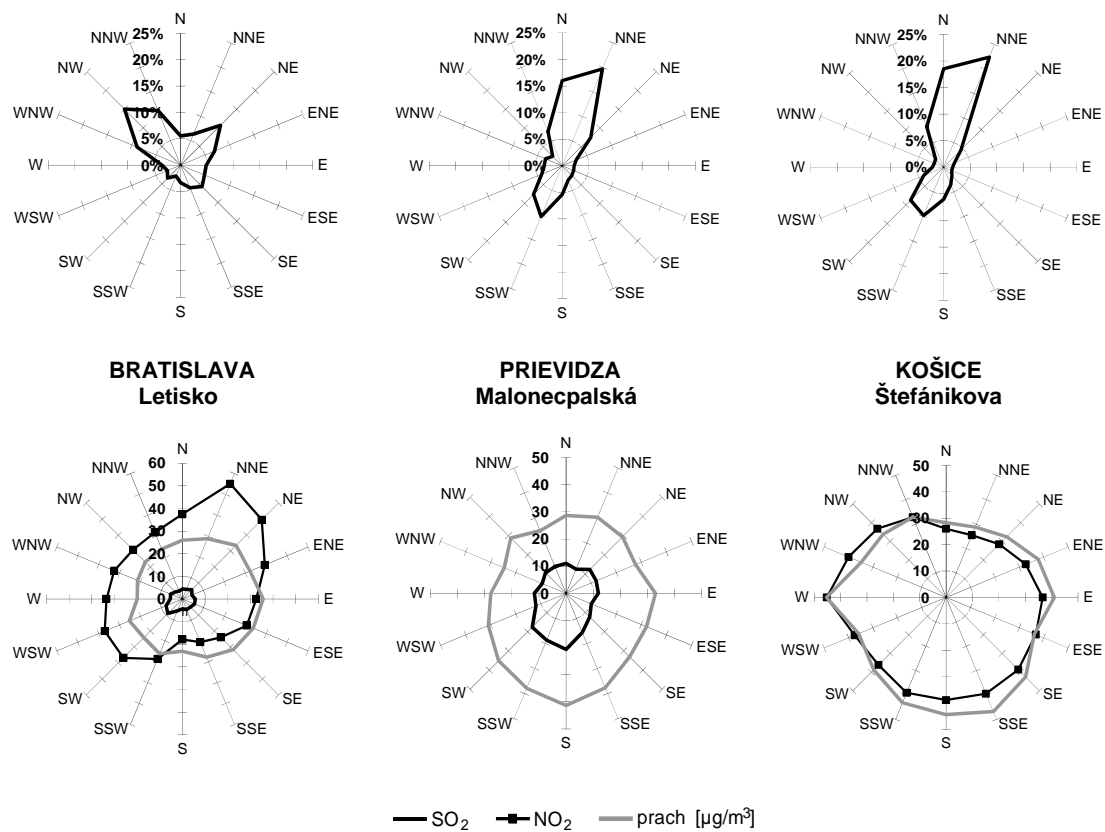 N
NNE
NE
ENE
E
ESE
SE
SSE
S
SSW
SW
WSW
W
WNW
NW
NNW
25%
20%
15%
10%
5%
0%
N
NNE
NE
ENE
E
ESE
SE
SSE
S
SSW
SW
WSW
W
WNW
NW
NNW
25%
20%
15%
10%
5%
0%
N
NNE
NE
ENE
E
ESE
SE
SSE
S
SSW
SW
WSW
W
WNW
NW
NNW
25%
20%
15%
10%
5%
0%
BRATISLAVA
Letisko
PRIEVIDZA
Malonecpalská
KOŠICE
Štefánikova
N
NNE
NE
ENE
E
ESE
SE
SSE
S
SSW
SW
WSW
W
WNW
NW
NNW
60
50
40
30
20
10
0
N
NNE
NE
ENE
E
ESE
SE
SSE
S
SSW
SW
WSW
W
WNW
NW
NNW
50
40
30
20
10
0
N
NNE
NE
ENE
E
ESE
SE
SSE
S
SSW
SW
WSW
W
WNW
NW
NNW
50
40
30
20
10
0
SO₂ NO₂ prach [µg/m³]